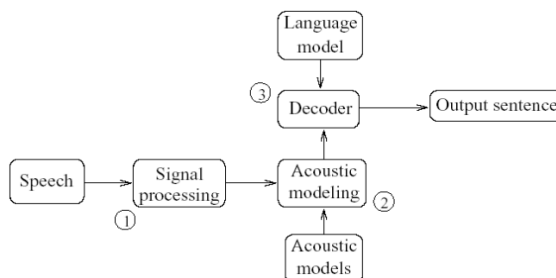 Language
model
③
Decoder
Output sentence
Speech
Signal
processing
Acoustic
modeling
①
②
Acoustic
models